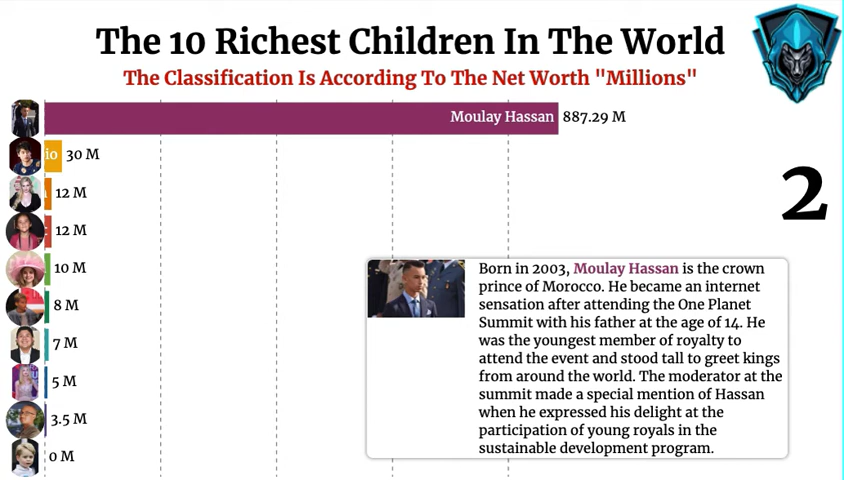 The 10 Richest Children In The World
The Classification Is According To The Net Worth "Millions"
Moulay Hassan 887.29 M
io 30 M
12 M
12 M
10 M
8 M
7 M
5 M
3.5 M
0 M
2
Born in 2003, Moulay Hassan is the crown
prince of Morocco. He became an internet
sensation after attending the One Planet
Summit with his father at the age of 14. He
was the youngest member of royalty to
attend the event and stood tall to greet kings
from around the world. The moderator at the
summit made a special mention of Hassan
when he expressed his delight at the
participation of young royals in the
sustainable development program.